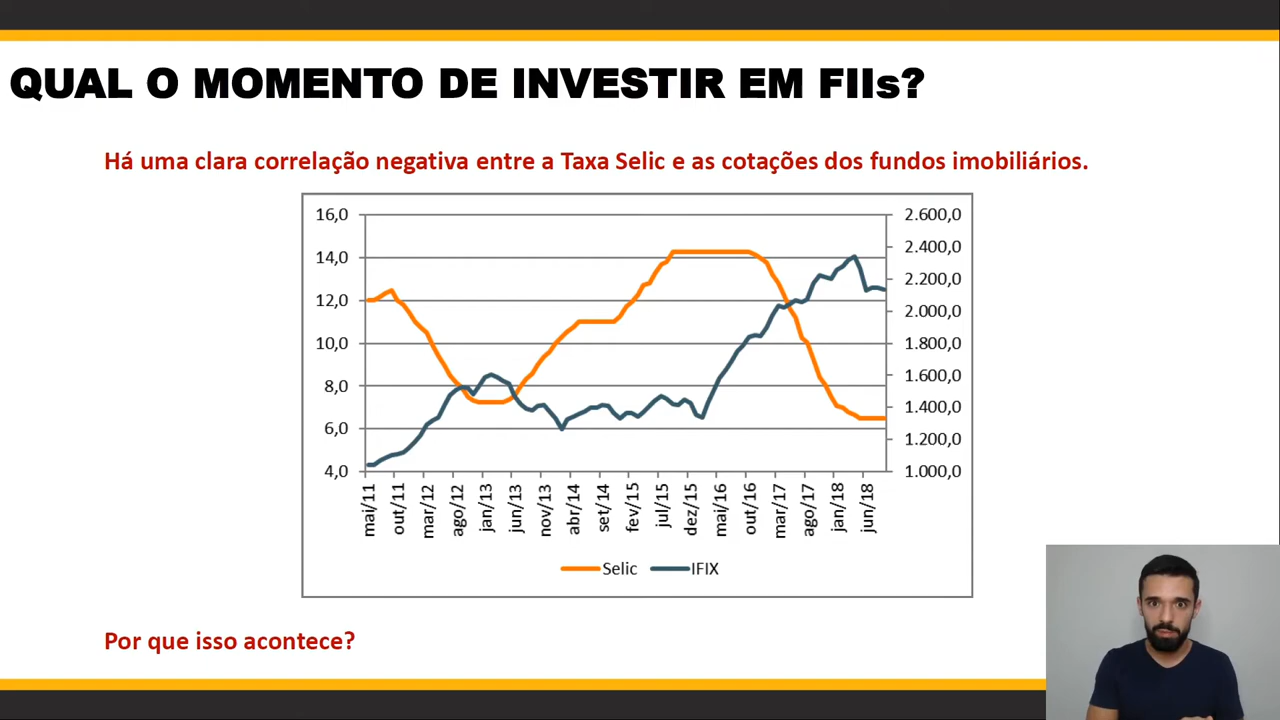 QUAL O MOMENTO DE INVESTIR EM FIIs?
Há uma clara correlação negativa entre a Taxa Selic e as cotações dos fundos imobiliários.
16,0
14,0
12,0
10,0
8,0
6,0
4,0
2.600,0
2.400,0
2.200,0
2.000,0
1.800,0
1.600,0
1.400,0
1.200,0
1.000,0
mai/11
out/11
mar/12
ago/12
jan/13
jun/13
nov/13
abr/14
set/14
fev/15
jul/15
dez/15
mai/16
out/16
mar/17
ago/17
jan/18
jun/18
Selic IFIX
Por que isso acontece?